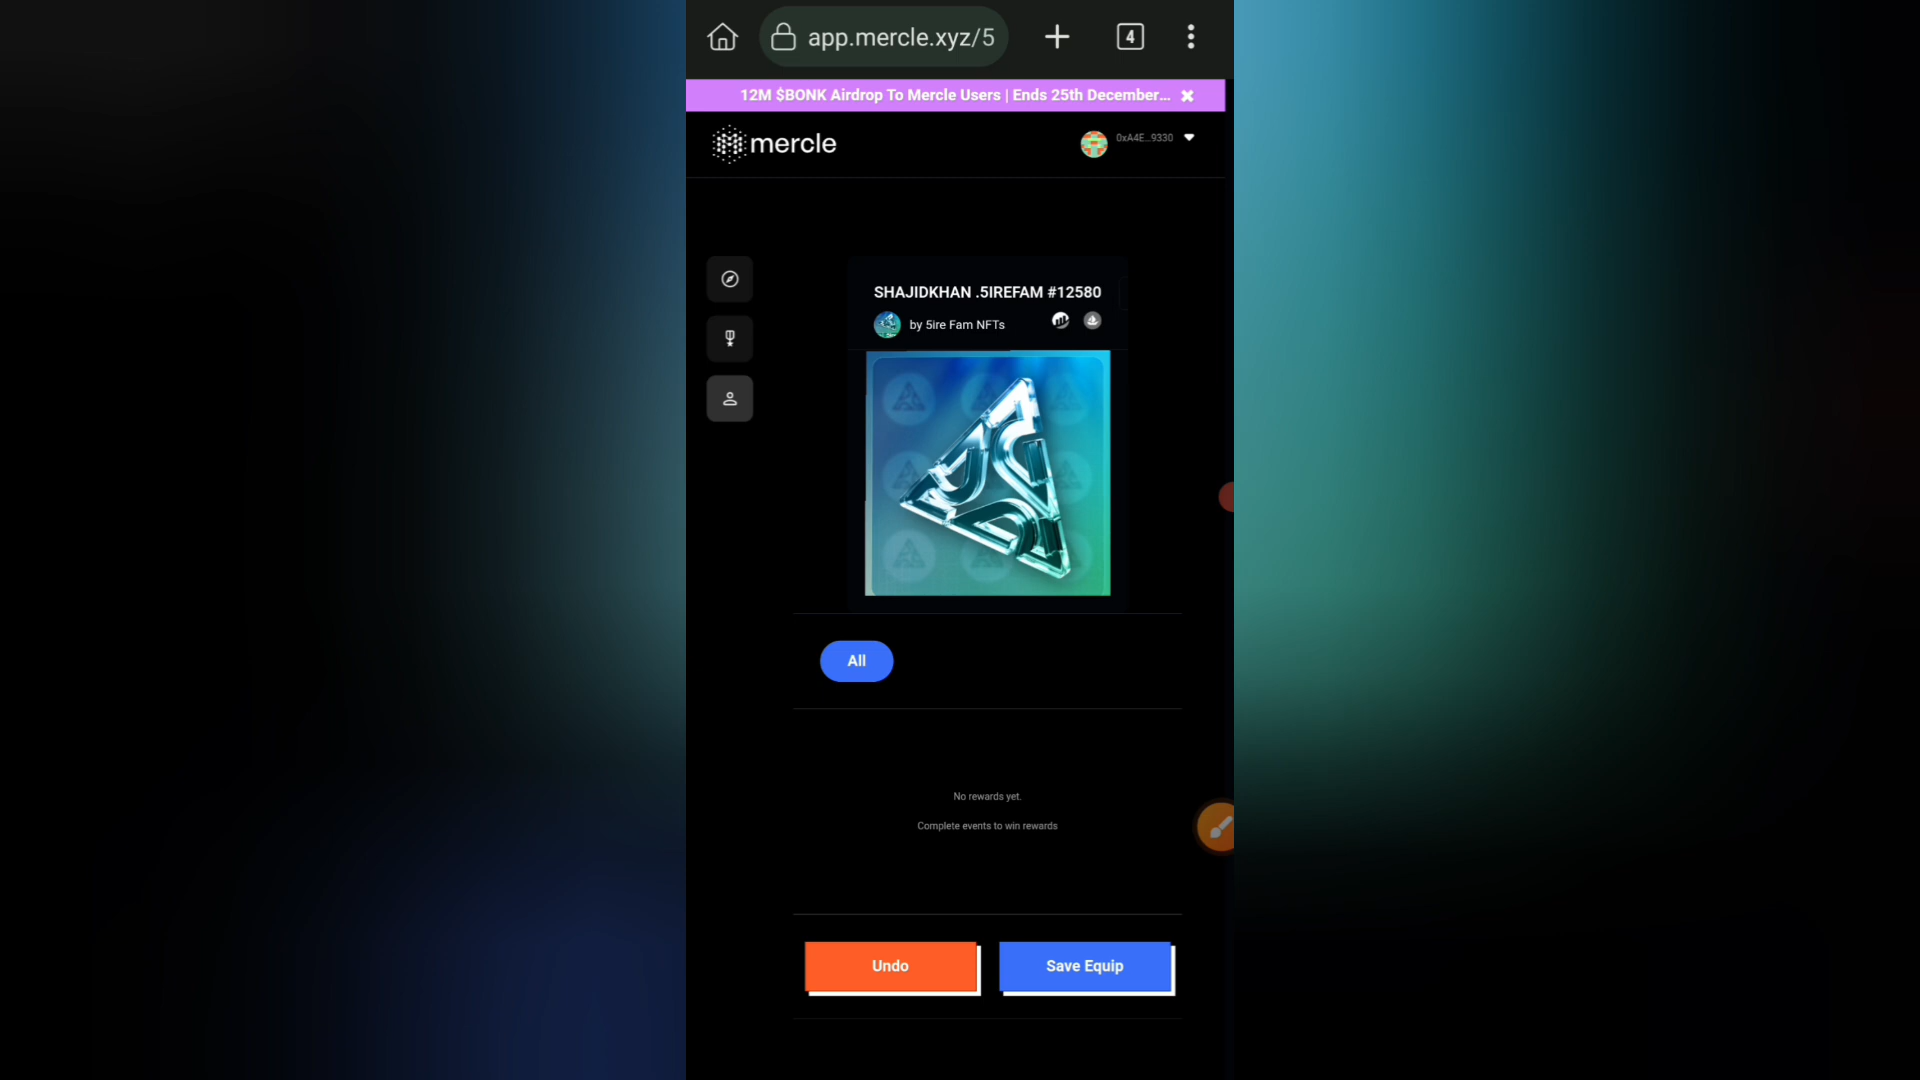 app.mercle.xyz/5
4
12M $BONK Airdrop To Mercle Users | Ends 25th December...
mercle
0xA4E...9330
SHAJIDKHAN .5IREFAM #12580
by 5ire Fam NFTs
All
No rewards yet.
Complete events to win rewards
Undo
Save Equip